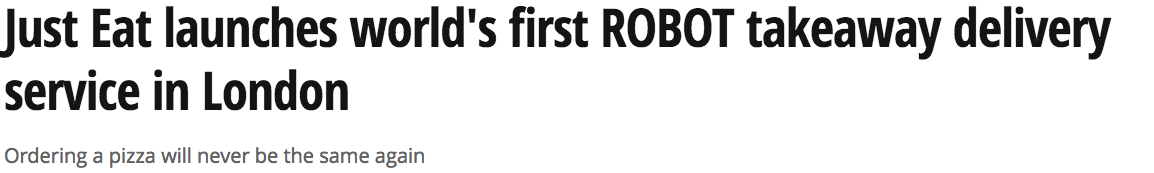 Just Eat launches world's first ROBOT takeaway delivery
service in London
Ordering a pizza will never be the same again